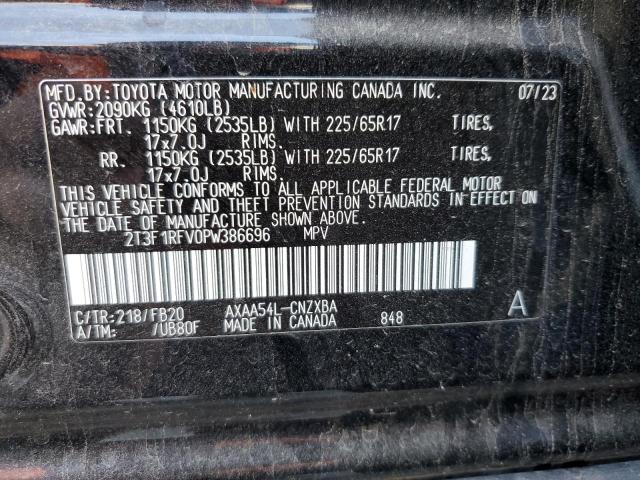 MFD.BY:TOYOTA MOTOR MANUFACTURING CANADA INC. 07/23
GVWR:2090KG (4610LB)
GAWR:FRT. 1150KG (2535LB) WITH 225/65R17 TIRES,
17x7.0J RIMS.
RR. 1150KG (2535LB) WITH 225/65R17 TIRES,
17x7.0J RIMS.
THIS VEHICLE CONFORMS TO ALL APPLICABLE FEDERAL MOTOR
VEHICLE SAFETY AND THEFT PREVENTION STANDARDS IN EFFECT ON
THE DATE OF MANUFACTURE SHOWN ABOVE.
2T3F1RFV0PW386696 MPV
C/TR:218/FB20 AXAA54L-CNZXBA A
A/TM: /UB80F MADE IN CANADA 848